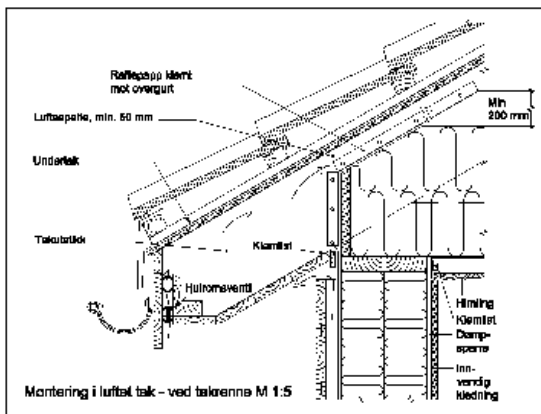 Raftepapp klemt
mot overgurt
Luftespalte, min. 50 mm
Min
200 mm
Undertak
Takutstikk
Klemlist
Hulromsventil
Himling
Klemlist
Damp-
sperre
Inn-
vendig
kledning
Montering i luftet tak - ved takrenne M 1:5